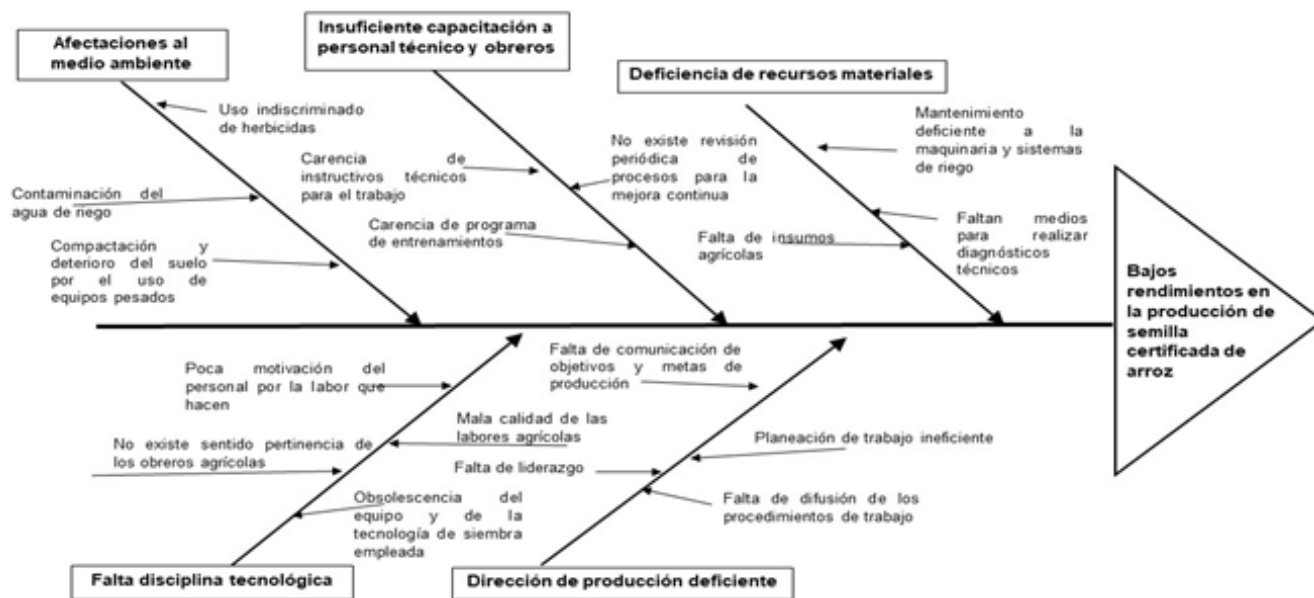 Afectaciones al
medio ambiente
Insuficiente capacitación a
personal técnico y obreros
Deficiencia de recursos materiales
Uso indiscriminado
de herbicidas
Contaminación del
agua de riego
Compactación y
deterioro del suelo
por el uso de
equipos pesados
Carencia de
instructivos técnicos
para el trabajo
Carencia de programa
de entrenamientos
No existe revisión
periódica de
procesos para la
mejora continua
Falta de insumos
agrícolas
Mantenimiento
deficiente a la
maquinaria y sistemas
de riego
Faltan medios
para realizar
diagnósticos
técnicos
Bajos
rendimientos en
la producción de
semilla
certificada de
arroz
Poca motivación del
personal por la labor que
hacen
No existe sentido pertinencia de
los obreros agrícolas
Mala calidad de las
labores agrícolas
Obsolescencia del
equipo y de la
tecnología de siembra
empleada
Falta de comunicación de
objetivos y metas de
producción
Planeación de trabajo ineficiente
Falta de liderazgo
Falta de difusión de los
procedimientos de trabajo
Falta disciplina tecnológica
Dirección de producción deficiente